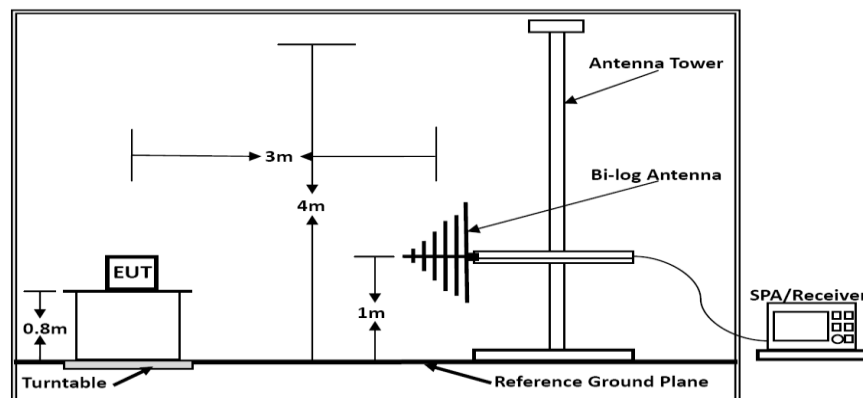 Antenna Tower
3m
Bi-log Antenna
4m
EUT
SPA/Receiver
0.8m
1m
Turntable
Reference Ground Plane